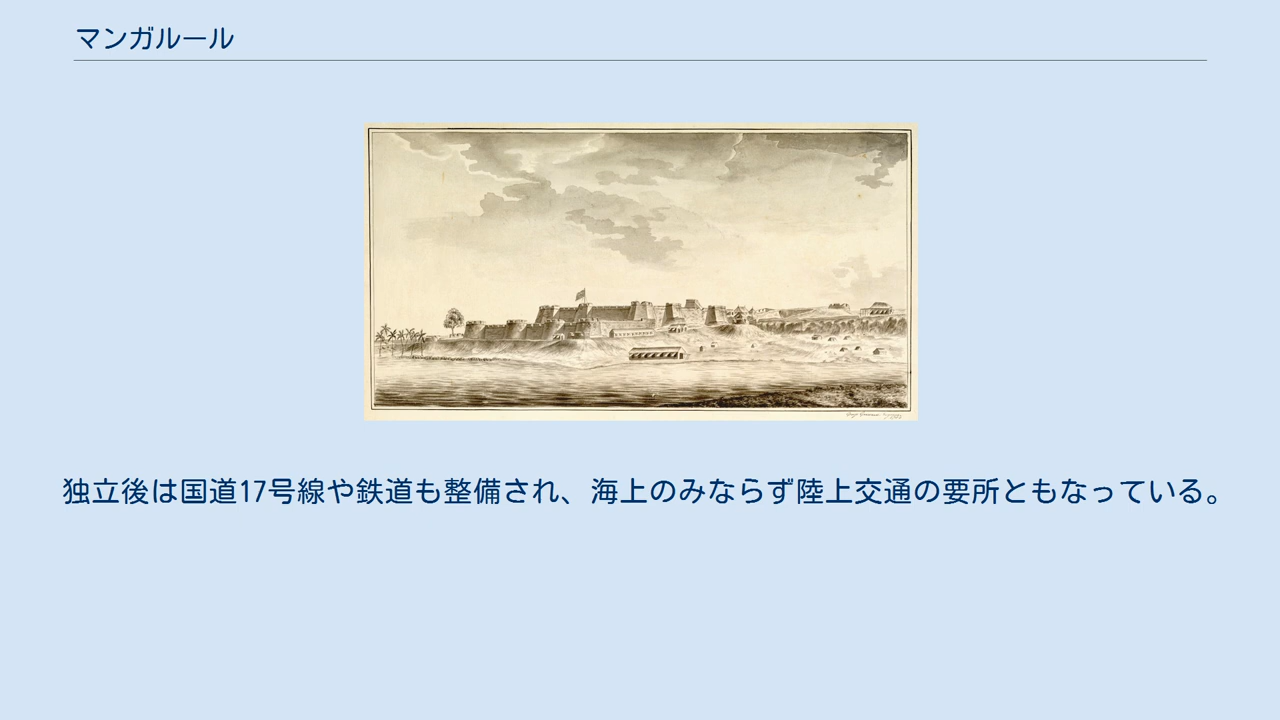 マンガルール
独立後は国道17号線や鉄道も整備され、海上のみならず陸上交通の要所ともなっている。